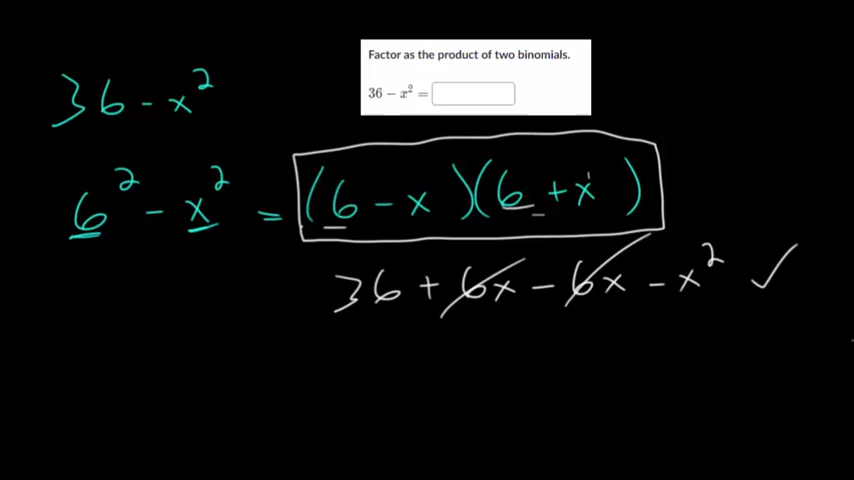 Factor as the product of two binomials.
36 − x² =
36 - x²
6² - x² = (6 - x)(6 + x)
36 + 6x - 6x - x² ✓